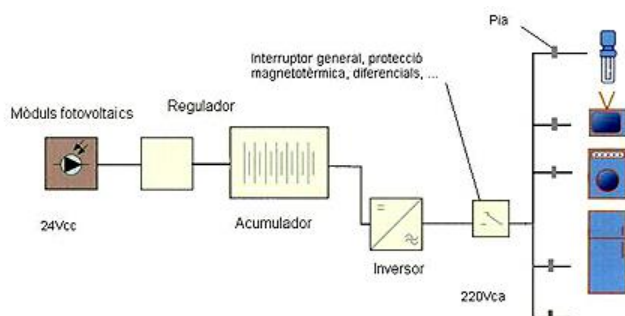 Pia
Interruptor general, protecció
magnetotèrmica, diferencials, ...
Regulador
Mòduls fotovoltaics
Acumulador
24Vcc
Inversor
220Vca